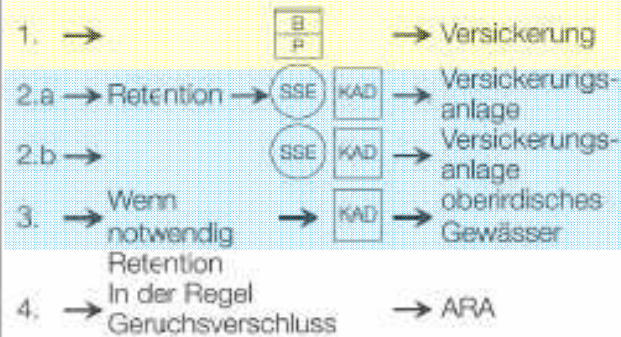 1. → B P → Versickerung
2.a → Retention → SSE KAD → Versickerungs-
anlage
2.b → SSE KAD → Versickerungs-
anlage
3. → Wenn notwendig → KAD → oberirdisches Gewässer
Retention
4. → In der Regel Geruchsverschluss → ARA